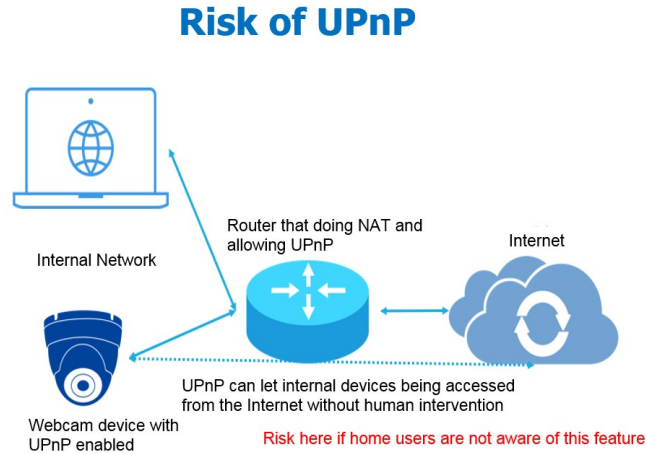 Risk of UPnP
Router that doing NAT and
allowing UPnP
Internet
Internal Network
UPnP can let internal devices being accessed
from the Internet without human intervention
Webcam device with
UPnP enabled
Risk here if home users are not aware of this feature